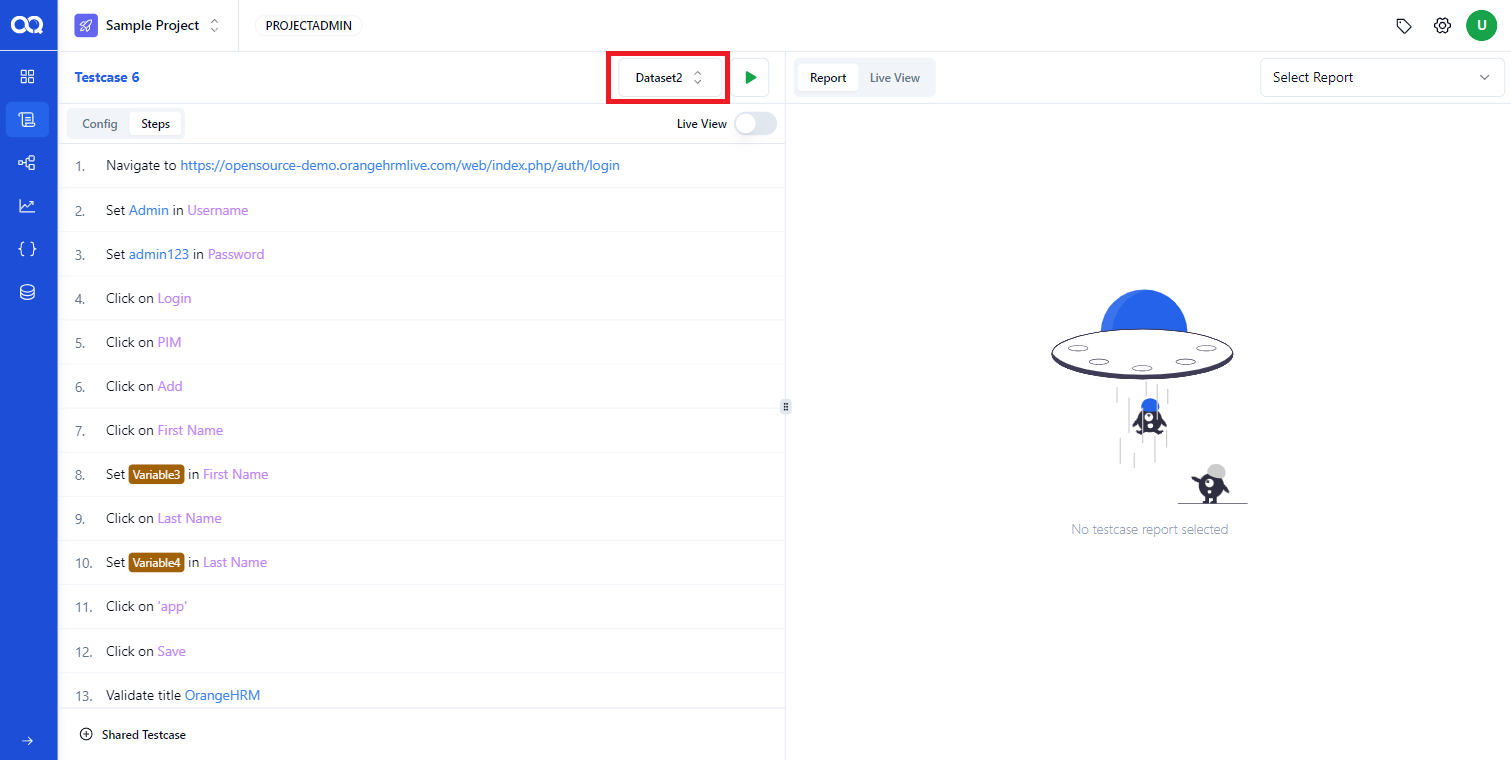 Sample Project
PROJECTADMIN
U
Testcase 6
Dataset2
Report
Live View
Select Report
Config
Steps
Live View
1. Navigate to https://opensource-demo.orangehrmlive.com/web/index.php/auth/login
2. Set Admin in Username
3. Set admin123 in Password
4. Click on Login
5. Click on PIM
6. Click on Add
7. Click on First Name
8. Set Variable3 in First Name
9. Click on Last Name
10. Set Variable4 in Last Name
11. Click on 'app'
12. Click on Save
13. Validate title OrangeHRM
Shared Testcase
No testcase report selected